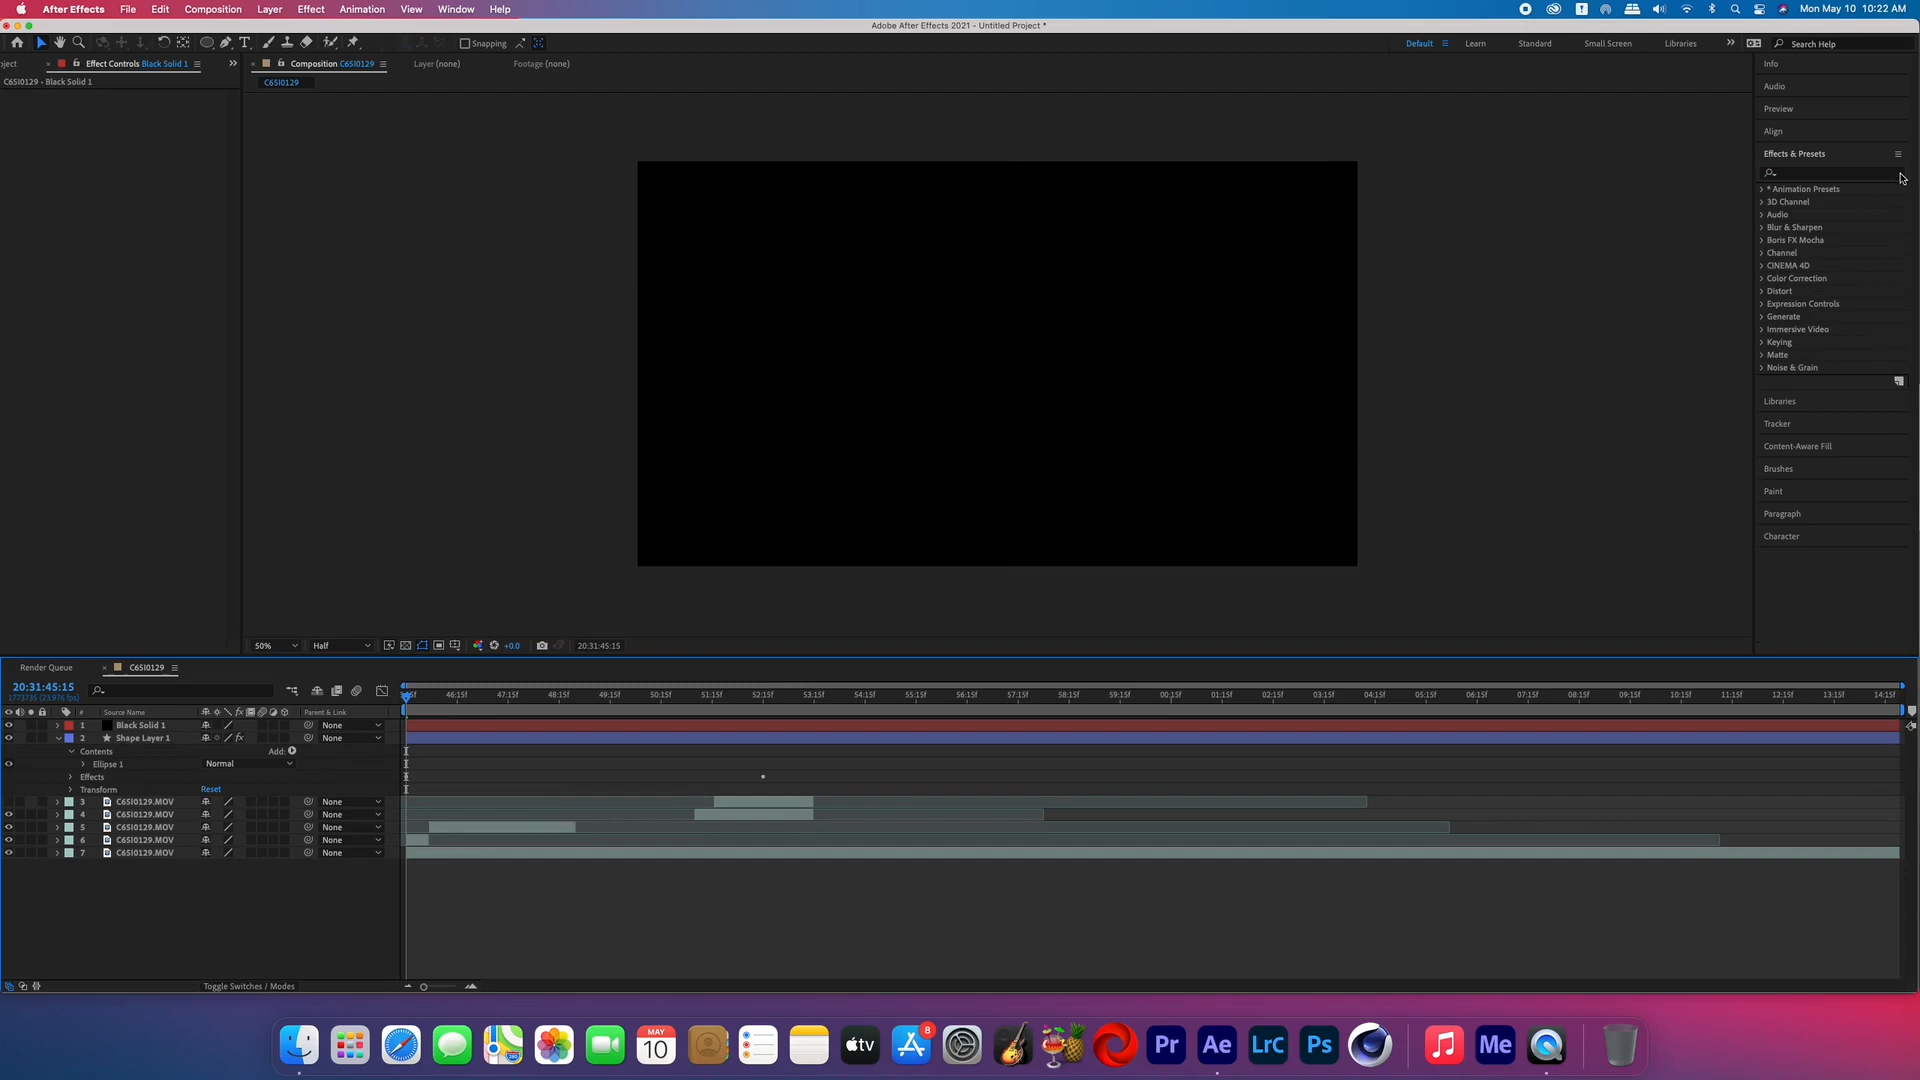 After Effects File Edit Composition Layer Effect Animation View Window Help Mon May 10 10:22 AM
Adobe After Effects 2021 - Untitled Project *
Snapping Default Learn Standard Small Screen Libraries Search Help
ject Effect Controls Black Solid 1 Composition C6SI0129 Layer (none) Footage (none) Info
C6SI0129 - Black Solid 1 C6SI0129
Audio
Preview
Align
Effects & Presets
* Animation Presets
3D Channel
Audio
Blur & Sharpen
Boris FX Mocha
Channel
CINEMA 4D
Color Correction
Distort
Expression Controls
Generate
Immersive Video
Keying
Matte
Noise & Grain
Libraries
Tracker
Content-Aware Fill
Brushes
Paint
Paragraph
Character
50% Half +0.0 20:31:45:15
Render Queue C6SI0129
20:31:45:15
1773735 (23.976 fps)
46:15f 47:15f 48:15f 49:15f 50:15f 51:15f 52:15f 53:15f 54:15f 55:15f 56:15f 57:15f 58:15f 59:15f 00:15f 01:15f 02:15f 03:15f 04:15f 05:15f 06:15f 07:15f 08:15f 09:15f 10:15f 11:15f 12:15f 13:15f 14:15f
# Source Name fx Parent & Link
1 Black Solid 1 None
2 Shape Layer 1 fx None
Contents Add:
Ellipse 1 Normal
Effects
Transform Reset
3 C6SI0129.MOV None
4 C6SI0129.MOV None
5 C6SI0129.MOV None
6 C6SI0129.MOV None
7 C6SI0129.MOV None
Toggle Switches / Modes
MAY
10
tv
8
Pr Ae LrC Ps Me